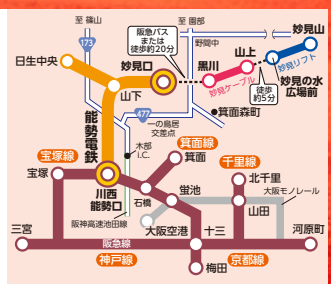 至 篠山
至 園部
妙見山
173
阪急バス
または
徒歩約20分
野間中
日生中央
妙見口
山上
黒川
妙見リフト
妙見ケーブル
妙見の水
広場前
山下
徒歩
約5分
477
箕面森町
一の鳥居
交差点
能勢電鉄
木部
I.C.
箕面線
宝塚線
箕面
千里線
宝塚
北千里
川西
能勢口
石橋
蛍池
大阪モノレール
山田
阪神高速池田線
大阪空港
三宮
十三
河原町
阪急線
神戸線
京都線
梅田